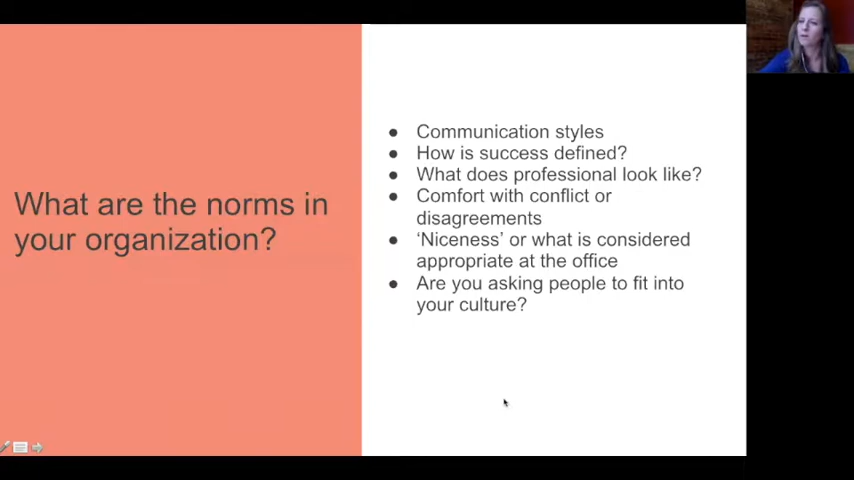 What are the norms in
your organization?
● Communication styles
● How is success defined?
● What does professional look like?
● Comfort with conflict or
disagreements
● ‘Niceness’ or what is considered
appropriate at the office
● Are you asking people to fit into
your culture?